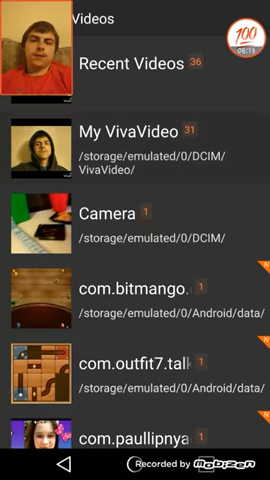 Videos
100
06:13
Recent Videos 36
My VivaVideo 31
/storage/emulated/0/DCIM/
VivaVideo/
Camera 1
/storage/emulated/0/DCIM/
com.bitmango. 1
/storage/emulated/0/Android/data/
com.outfit7.talk 1
/storage/emulated/0/Android/data/
com.paullipnya 1
Recorded by Mobizen